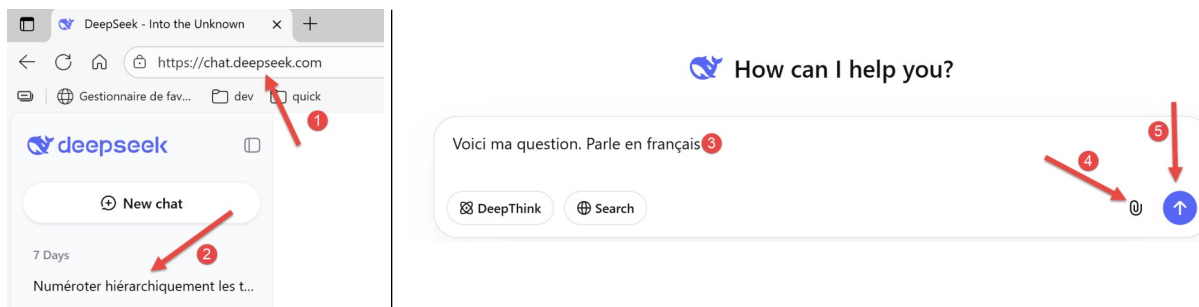 DeepSeek - Into the Unknown
https://chat.deepseek.com
Gestionnaire de fav... dev quick
1
deepseek
New chat
7 Days
2
Numéroter hiérarchiquement les t...
How can I help you?
5
Voici ma question. Parle en français 3
4
DeepThink Search